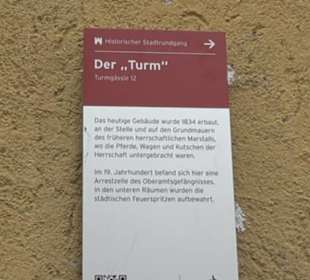 Historischer Stadtrundgang
Der „Turm"
Turmgässle 12
Das heutige Gebäude wurde 1834 erbaut,
an der Stelle und auf den Grundmauern
des früheren herrschaftlichen Marstalls,
wo die Pferde, Wagen und Kutschen der
Herrschaft untergebracht waren.
Im 19. Jahrhundert befand sich hier eine
Arrestzelle des Oberamtsgefängnisses,
in den unteren Räumen wurden die
städtischen Feuerspritzen aufbewahrt.